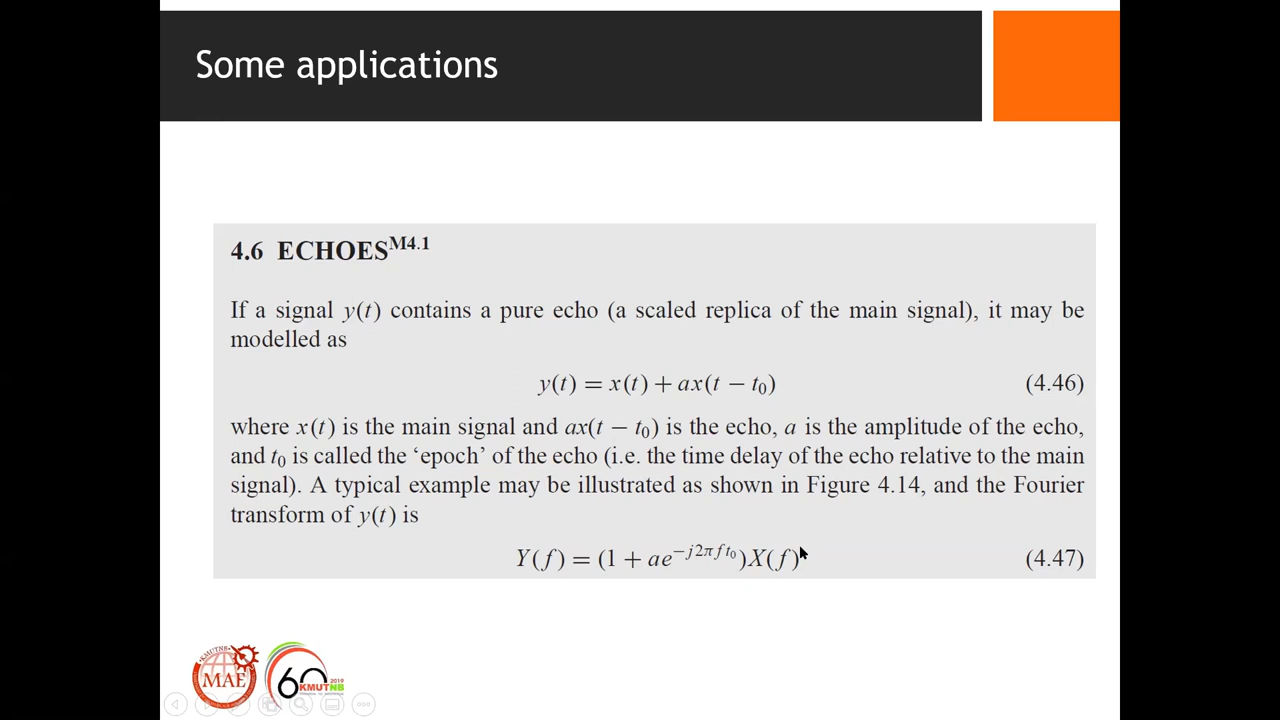 Some applications
4.6 ECHOES^M4.1
If a signal y(t) contains a pure echo (a scaled replica of the main signal), it may be
modelled as
y(t) = x(t) + ax(t − t₀) (4.46)
where x(t) is the main signal and ax(t − t₀) is the echo, a is the amplitude of the echo,
and t₀ is called the ‘epoch’ of the echo (i.e. the time delay of the echo relative to the main
signal). A typical example may be illustrated as shown in Figure 4.14, and the Fourier
transform of y(t) is
Y(f) = (1 + ae^{−j2πft₀})X(f) (4.47)
KMUTNB
MAE
60
2019
KMUTNB